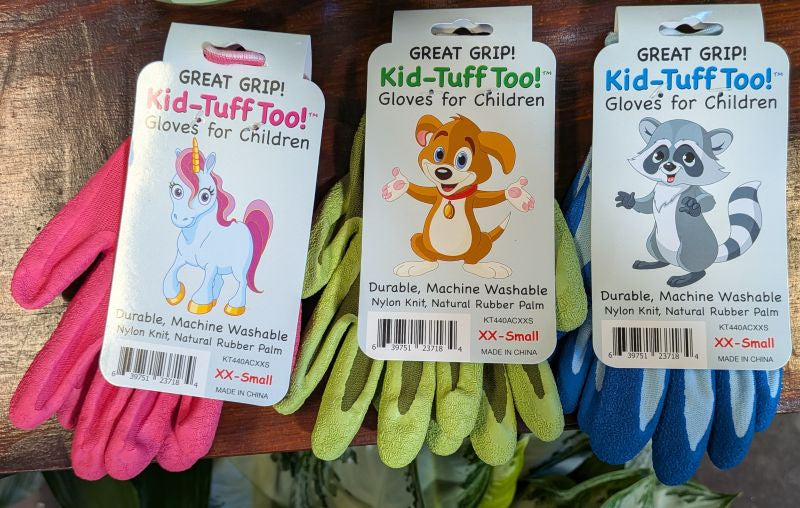 GREAT GRIP!
Kid-Tuff Too!™
Gloves for Children
Durable, Machine Washable
Nylon Knit, Natural Rubber Palm
KT440ACXXS
6 39751 23718 4
XX-Small
MADE IN CHINA
GREAT GRIP!
Kid-Tuff Too!™
Gloves for Children
Durable, Machine Washable
Nylon Knit, Natural Rubber Palm
KT440ACXXS
6 39751 23718 4
XX-Small
MADE IN CHINA
GREAT GRIP!
Kid-Tuff Too!™
Gloves for Children
Durable, Machine Washable
Nylon Knit, Natural Rubber Palm
KT440ACXXS
6 39751 23718 4
XX-Small
MADE IN CHINA